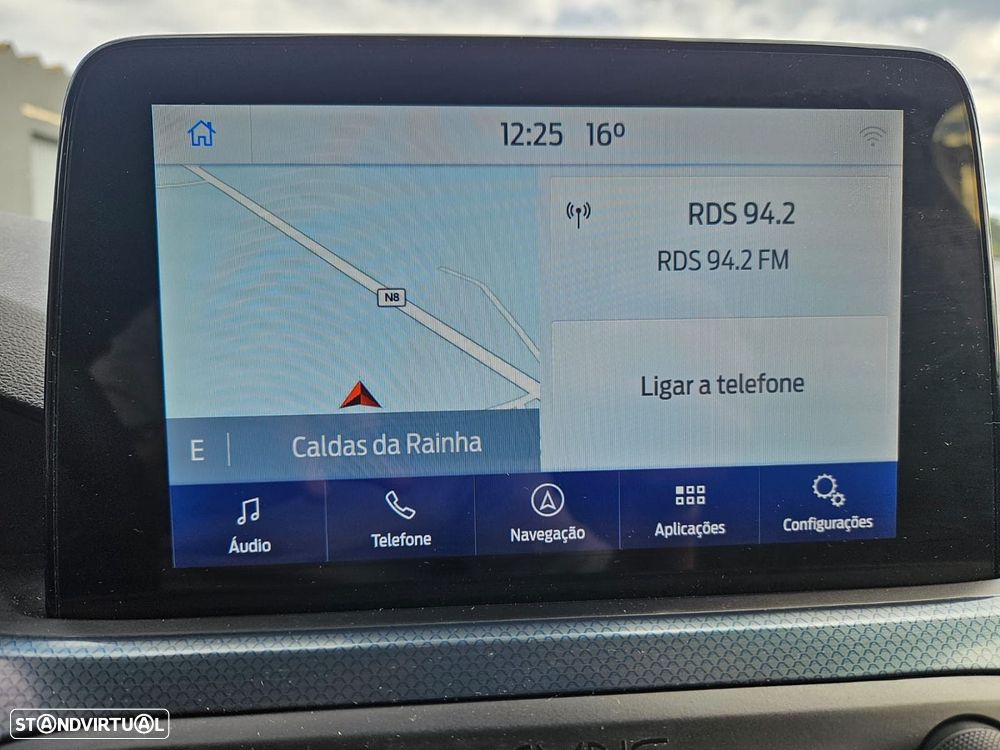 12:25 16º
RDS 94.2
RDS 94.2 FM
N8
Ligar a telefone
E
Caldas da Rainha
Áudio
Telefone
Navegação
Aplicações
Configurações
STANDVIRTUAL